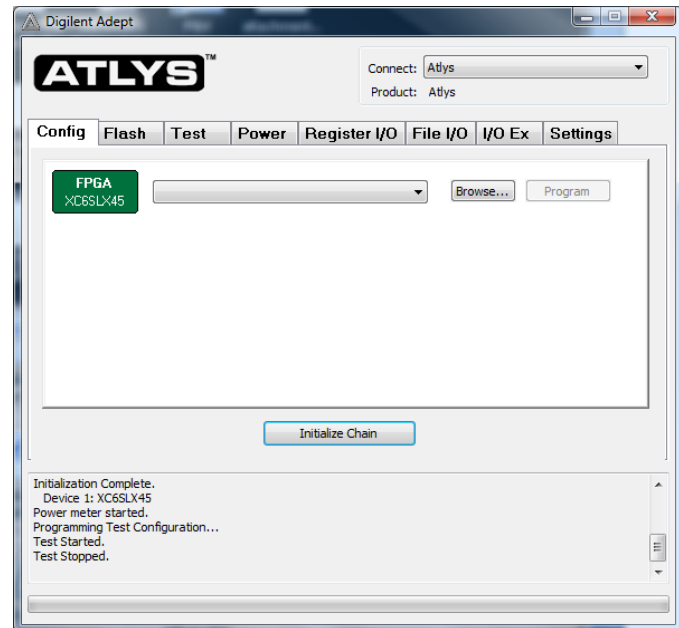 Digilent Adept
ATLYS™
Connect: Atlys
Product: Atlys
Config Flash Test Power Register I/O File I/O I/O Ex Settings
FPGA
XC6SLX45
Browse... Program
Initialize Chain
Initialization Complete.
Device 1: XC6SLX45
Power meter started.
Programming Test Configuration...
Test Started.
Test Stopped.